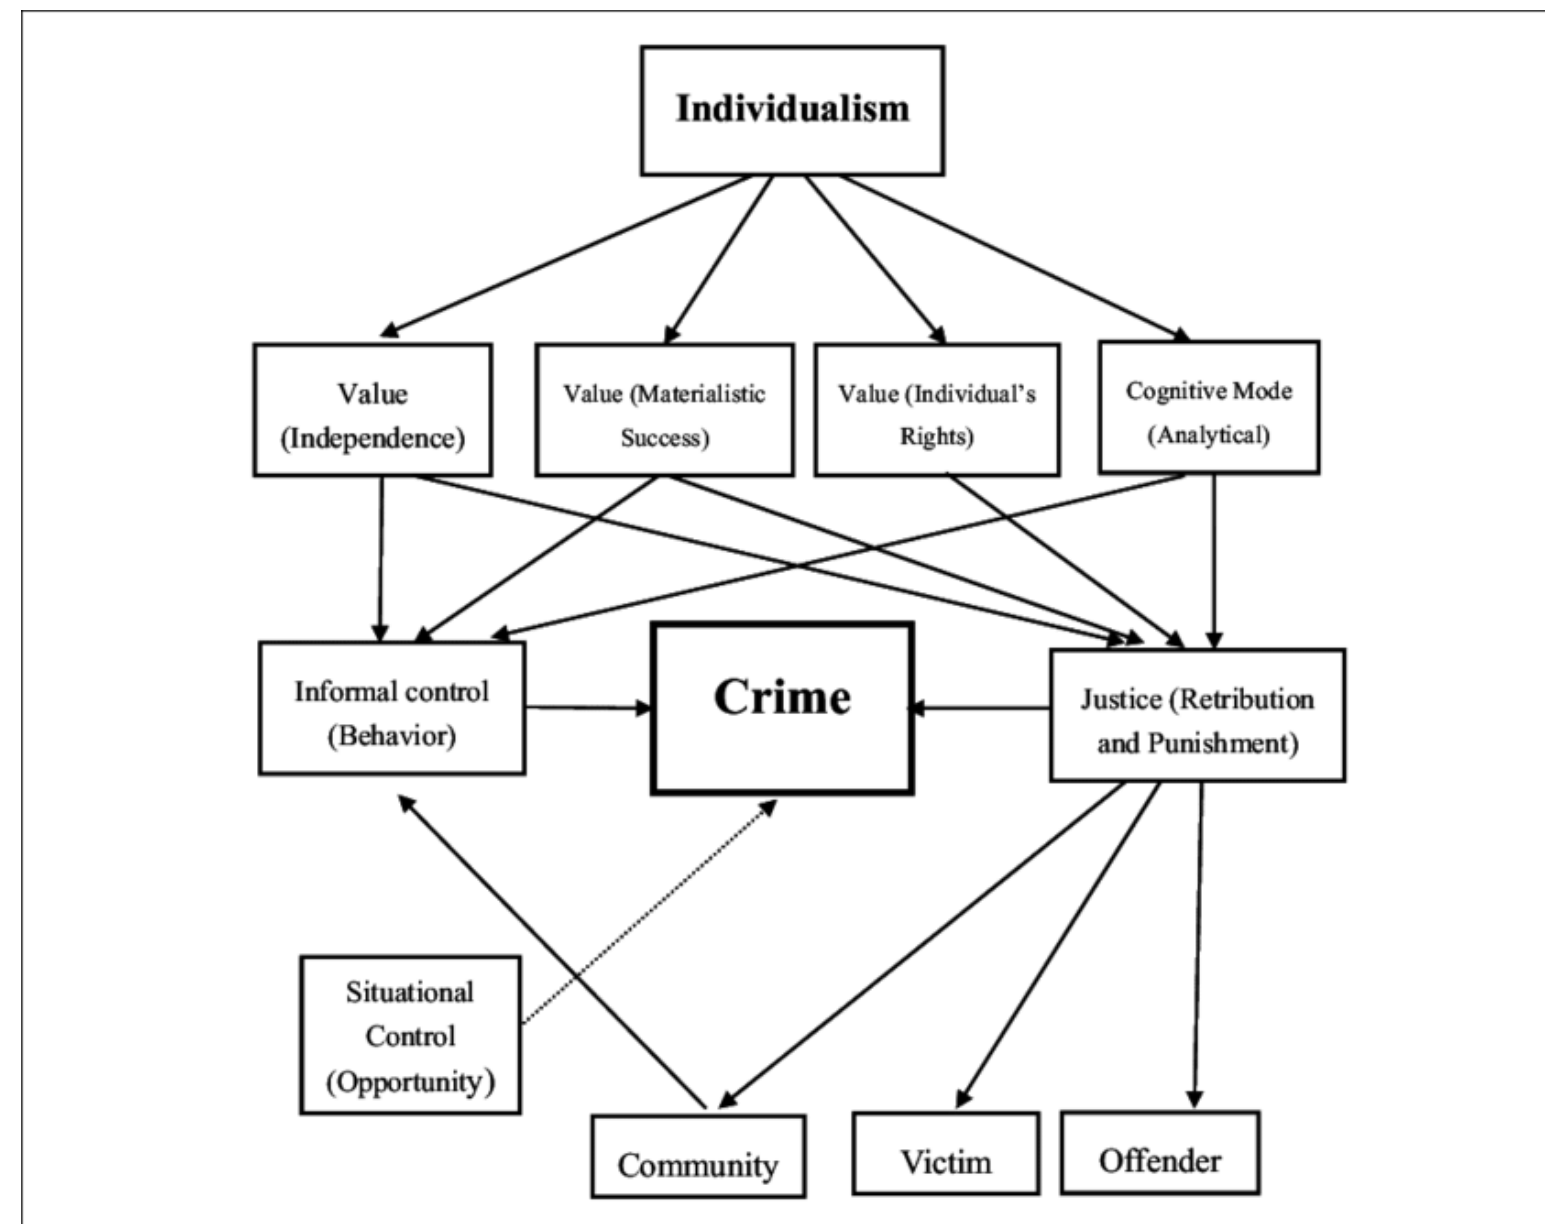 Individualism
Value
(Independence)
Value (Materialistic
Success)
Value (Individual’s
Rights)
Cognitive Mode
(Analytical)
Informal control
(Behavior)
Crime
Justice (Retribution
and Punishment)
Situational
Control
(Opportunity)
Community
Victim
Offender